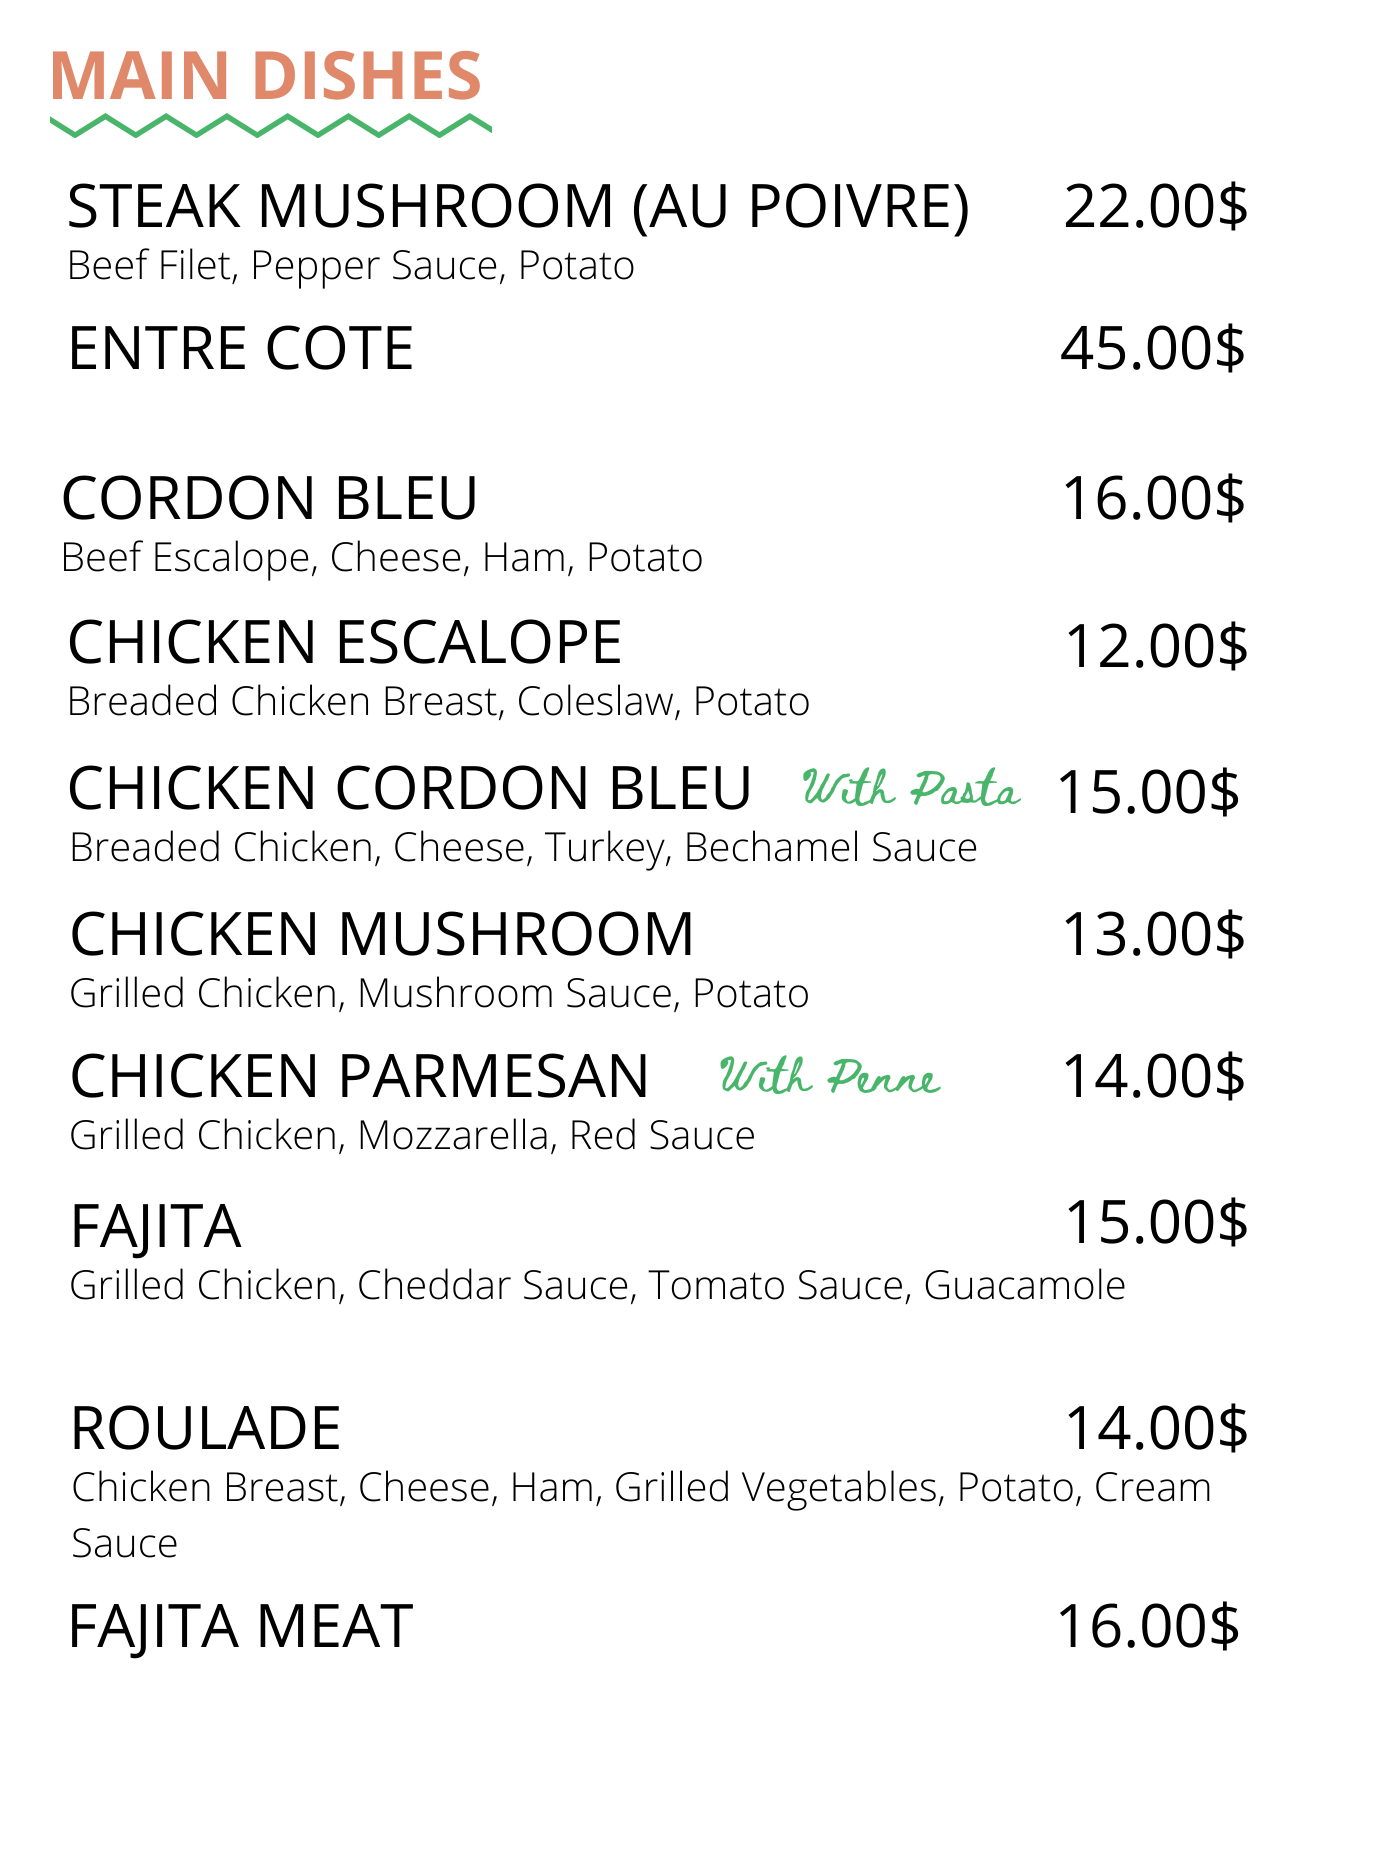 MAIN DISHES
STEAK MUSHROOM (AU POIVRE) 22.00$
Beef Filet, Pepper Sauce, Potato
ENTRE COTE 45.00$
CORDON BLEU 16.00$
Beef Escalope, Cheese, Ham, Potato
CHICKEN ESCALOPE 12.00$
Breaded Chicken Breast, Coleslaw, Potato
CHICKEN CORDON BLEU With Pasta 15.00$
Breaded Chicken, Cheese, Turkey, Bechamel Sauce
CHICKEN MUSHROOM 13.00$
Grilled Chicken, Mushroom Sauce, Potato
CHICKEN PARMESAN With Penne 14.00$
Grilled Chicken, Mozzarella, Red Sauce
FAJITA 15.00$
Grilled Chicken, Cheddar Sauce, Tomato Sauce, Guacamole
ROULADE 14.00$
Chicken Breast, Cheese, Ham, Grilled Vegetables, Potato, Cream
Sauce
FAJITA MEAT 16.00$